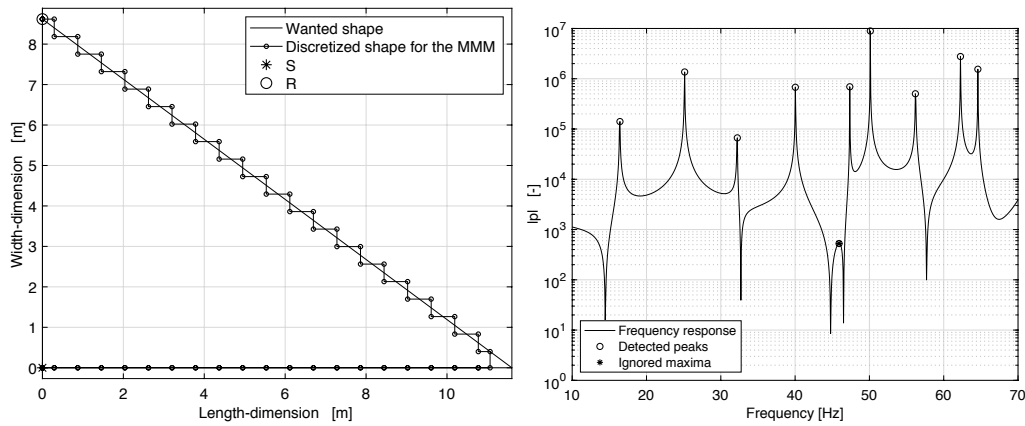 Wanted shape
Discretized shape for the MMM
S
R
8
7
6
5
4
3
2
1
0
Width-dimension [m]
0 2 4 6 8 10
Length-dimension [m]
10^7
10^6
10^5
10^4
10^3
10^2
10^1
10^0
|p| [-]
Frequency response
Detected peaks
Ignored maxima
10 20 30 40 50 60 70
Frequency [Hz]